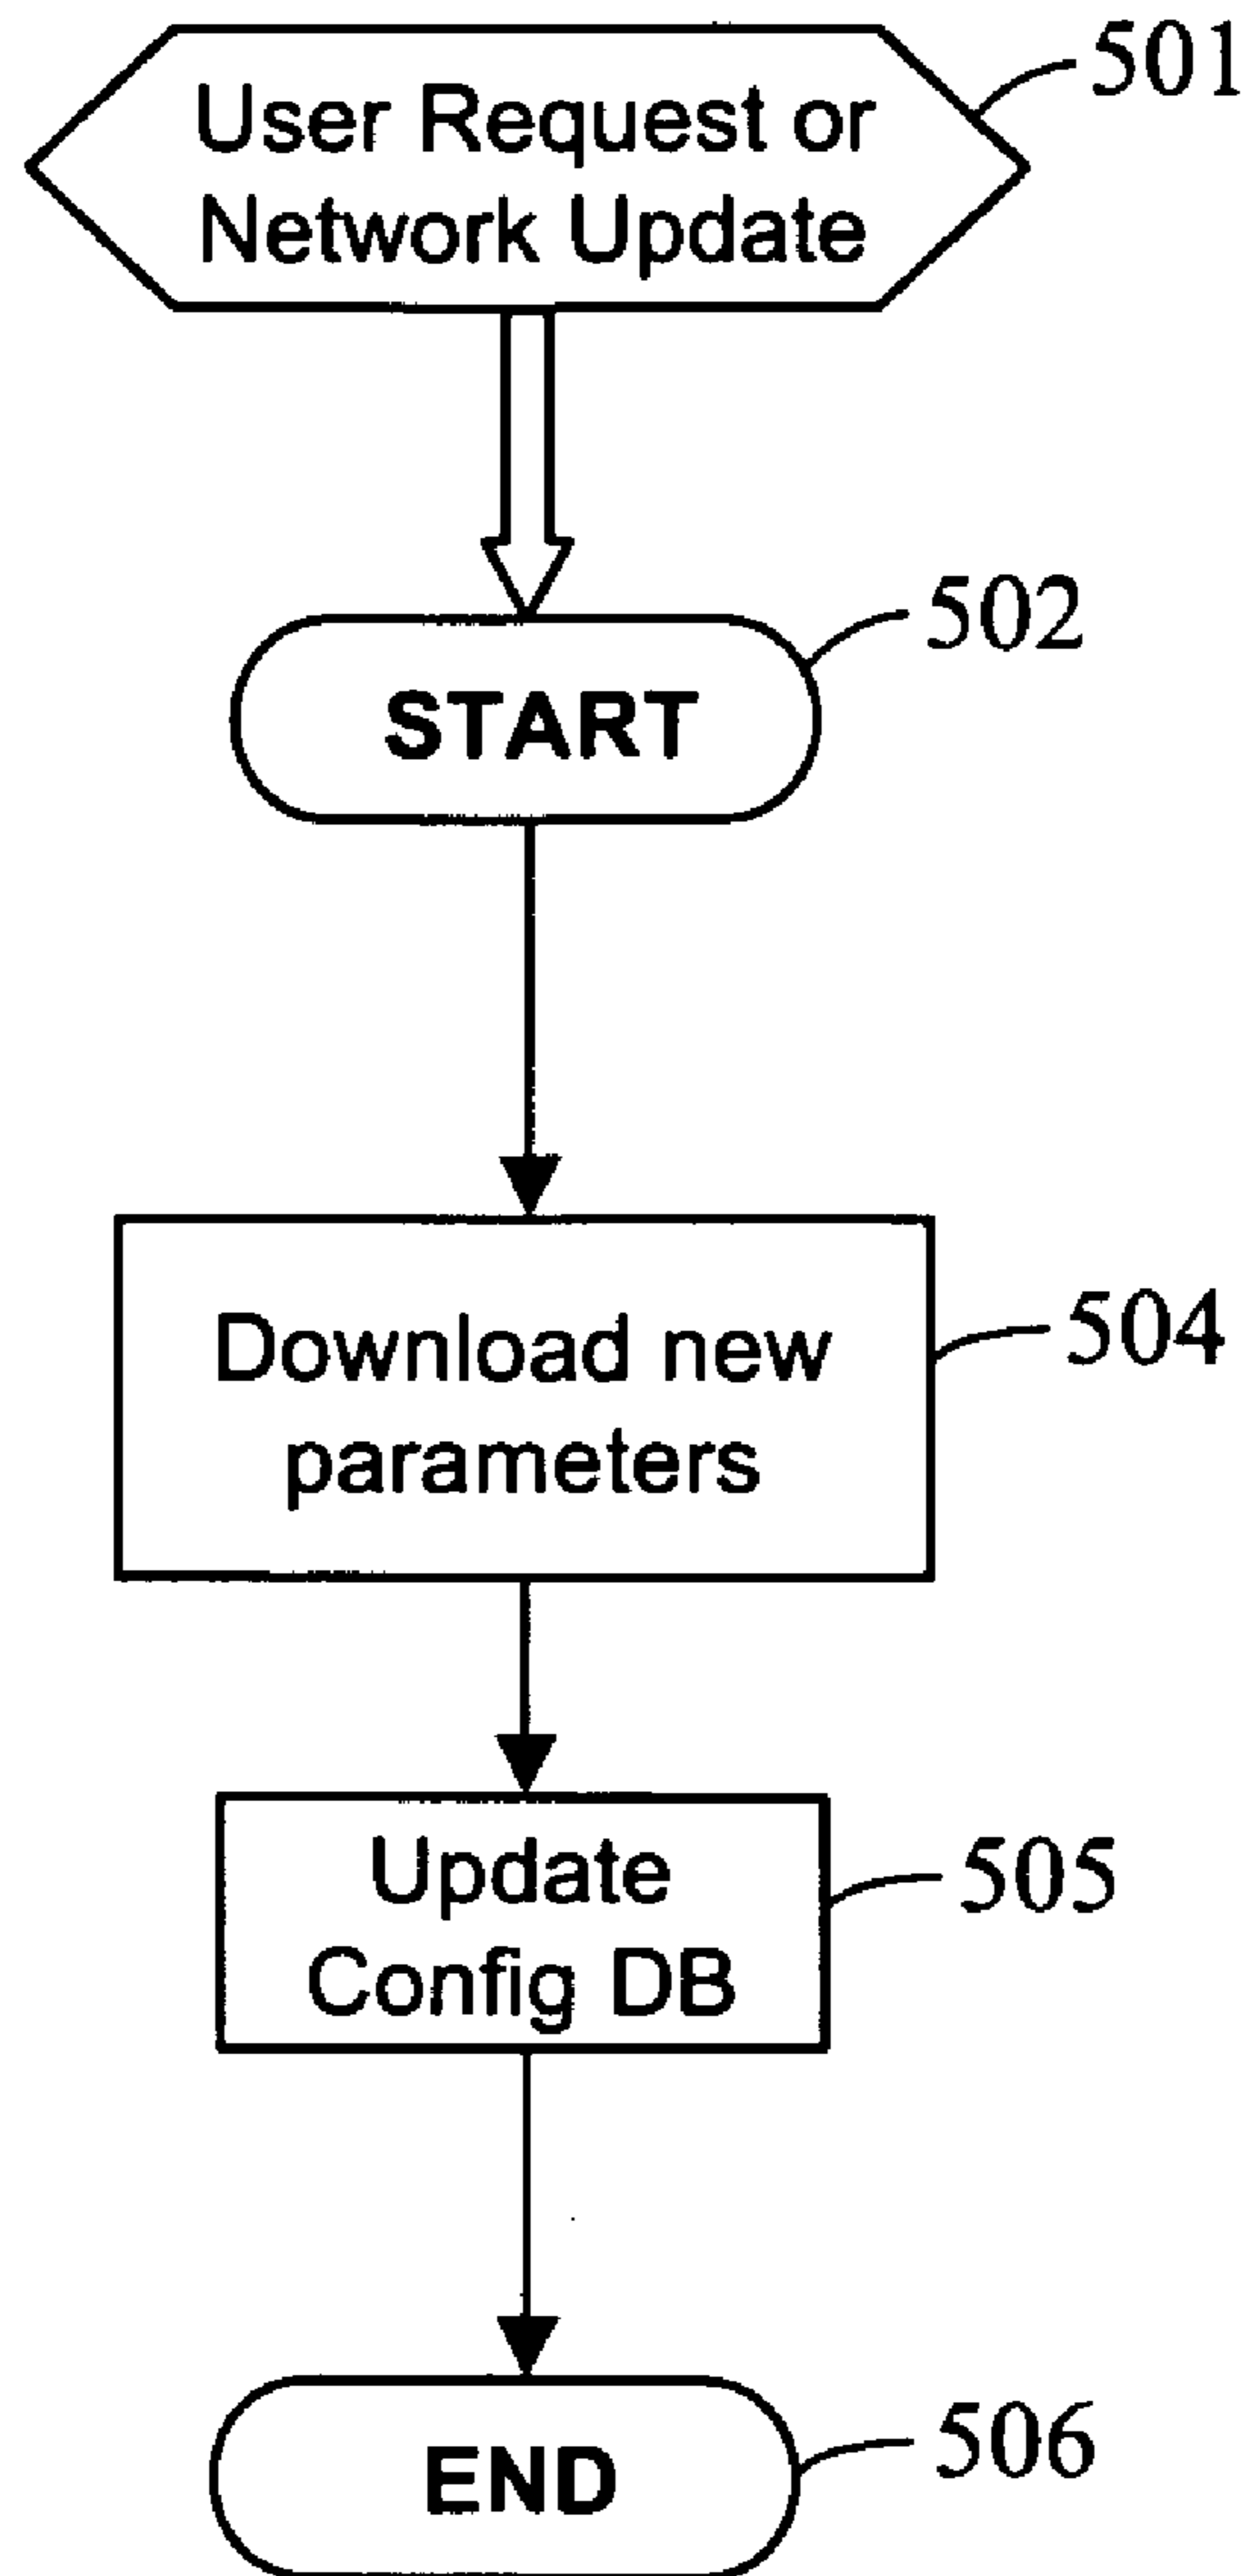 501
User Request or
Network Update
502
START
504
Download new
parameters
505
Update
Config DB
506
END